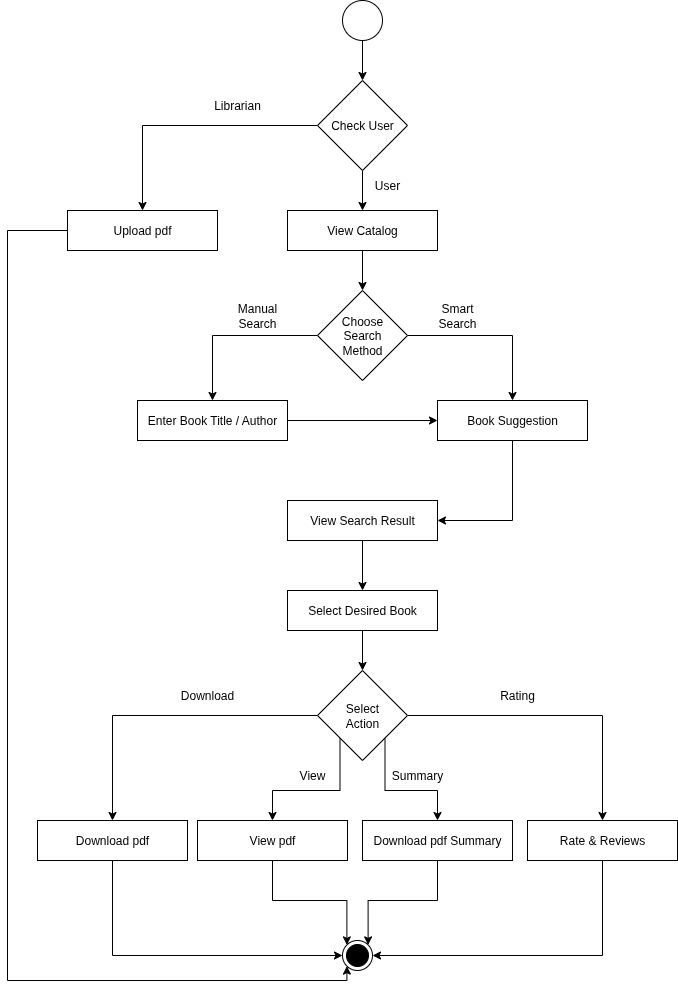 Librarian
Check User
User
Upload pdf
View Catalog
Manual
Search
Choose
Search
Method
Smart
Search
Enter Book Title / Author
Book Suggestion
View Search Result
Select Desired Book
Download
Select
Action
Rating
View
Summary
Download pdf
View pdf
Download pdf Summary
Rate & Reviews